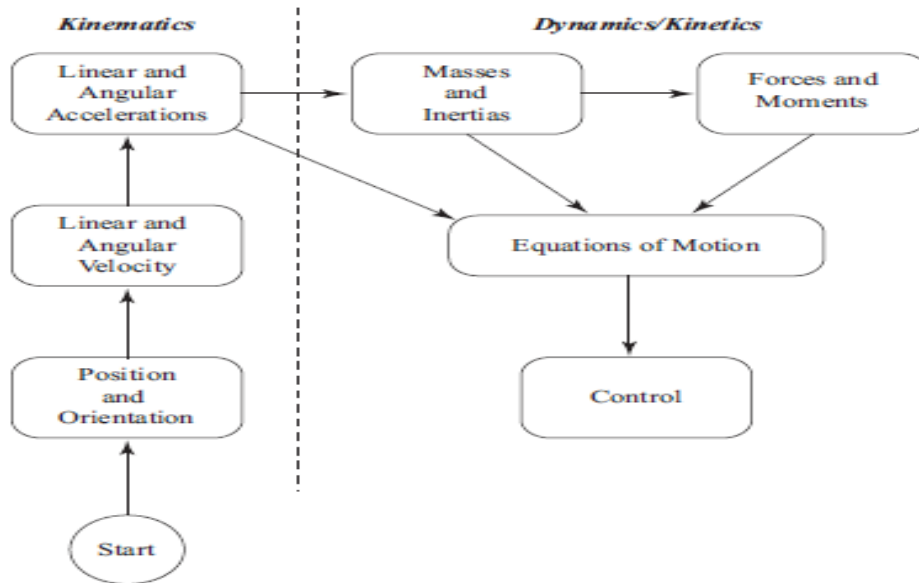 Kinematics
Dynamics/Kinetics
Linear and
Angular
Accelerations
Masses
and
Inertias
Forces and
Moments
Linear and
Angular
Velocity
Equations of Motion
Position
and
Orientation
Control
Start